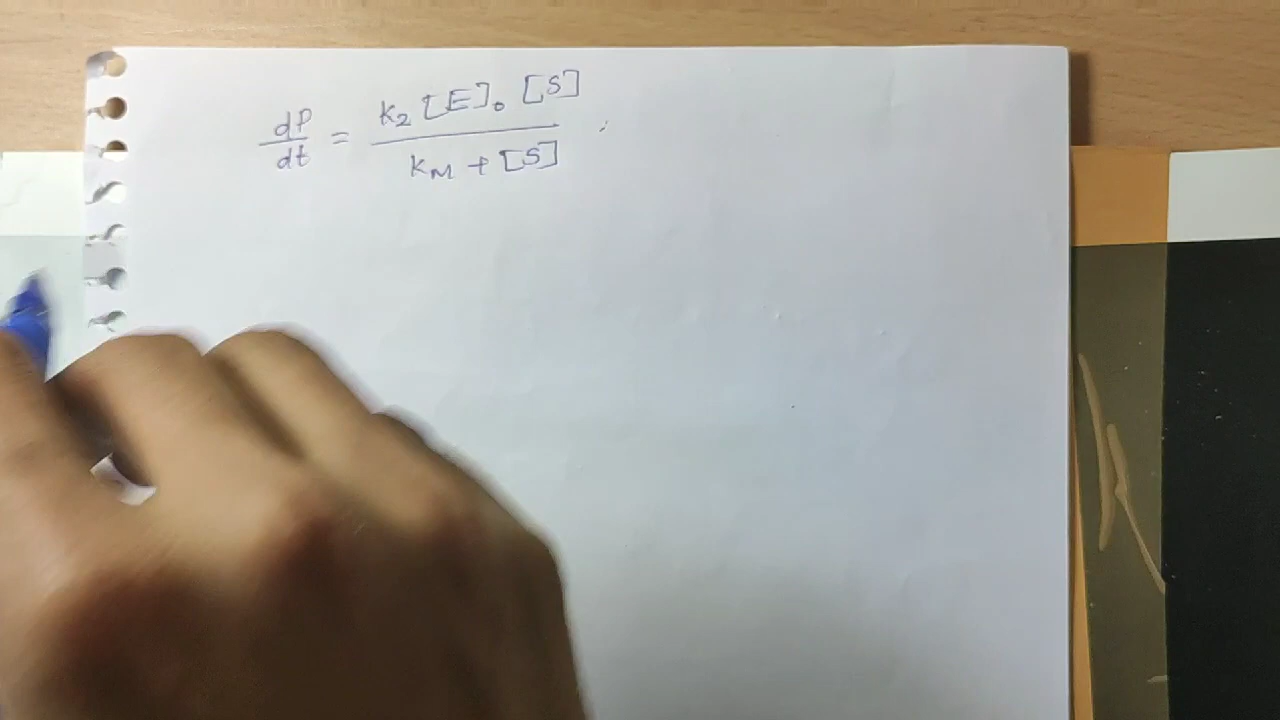 dP/dt = k2 [E]0 [S] / (kM + [S])